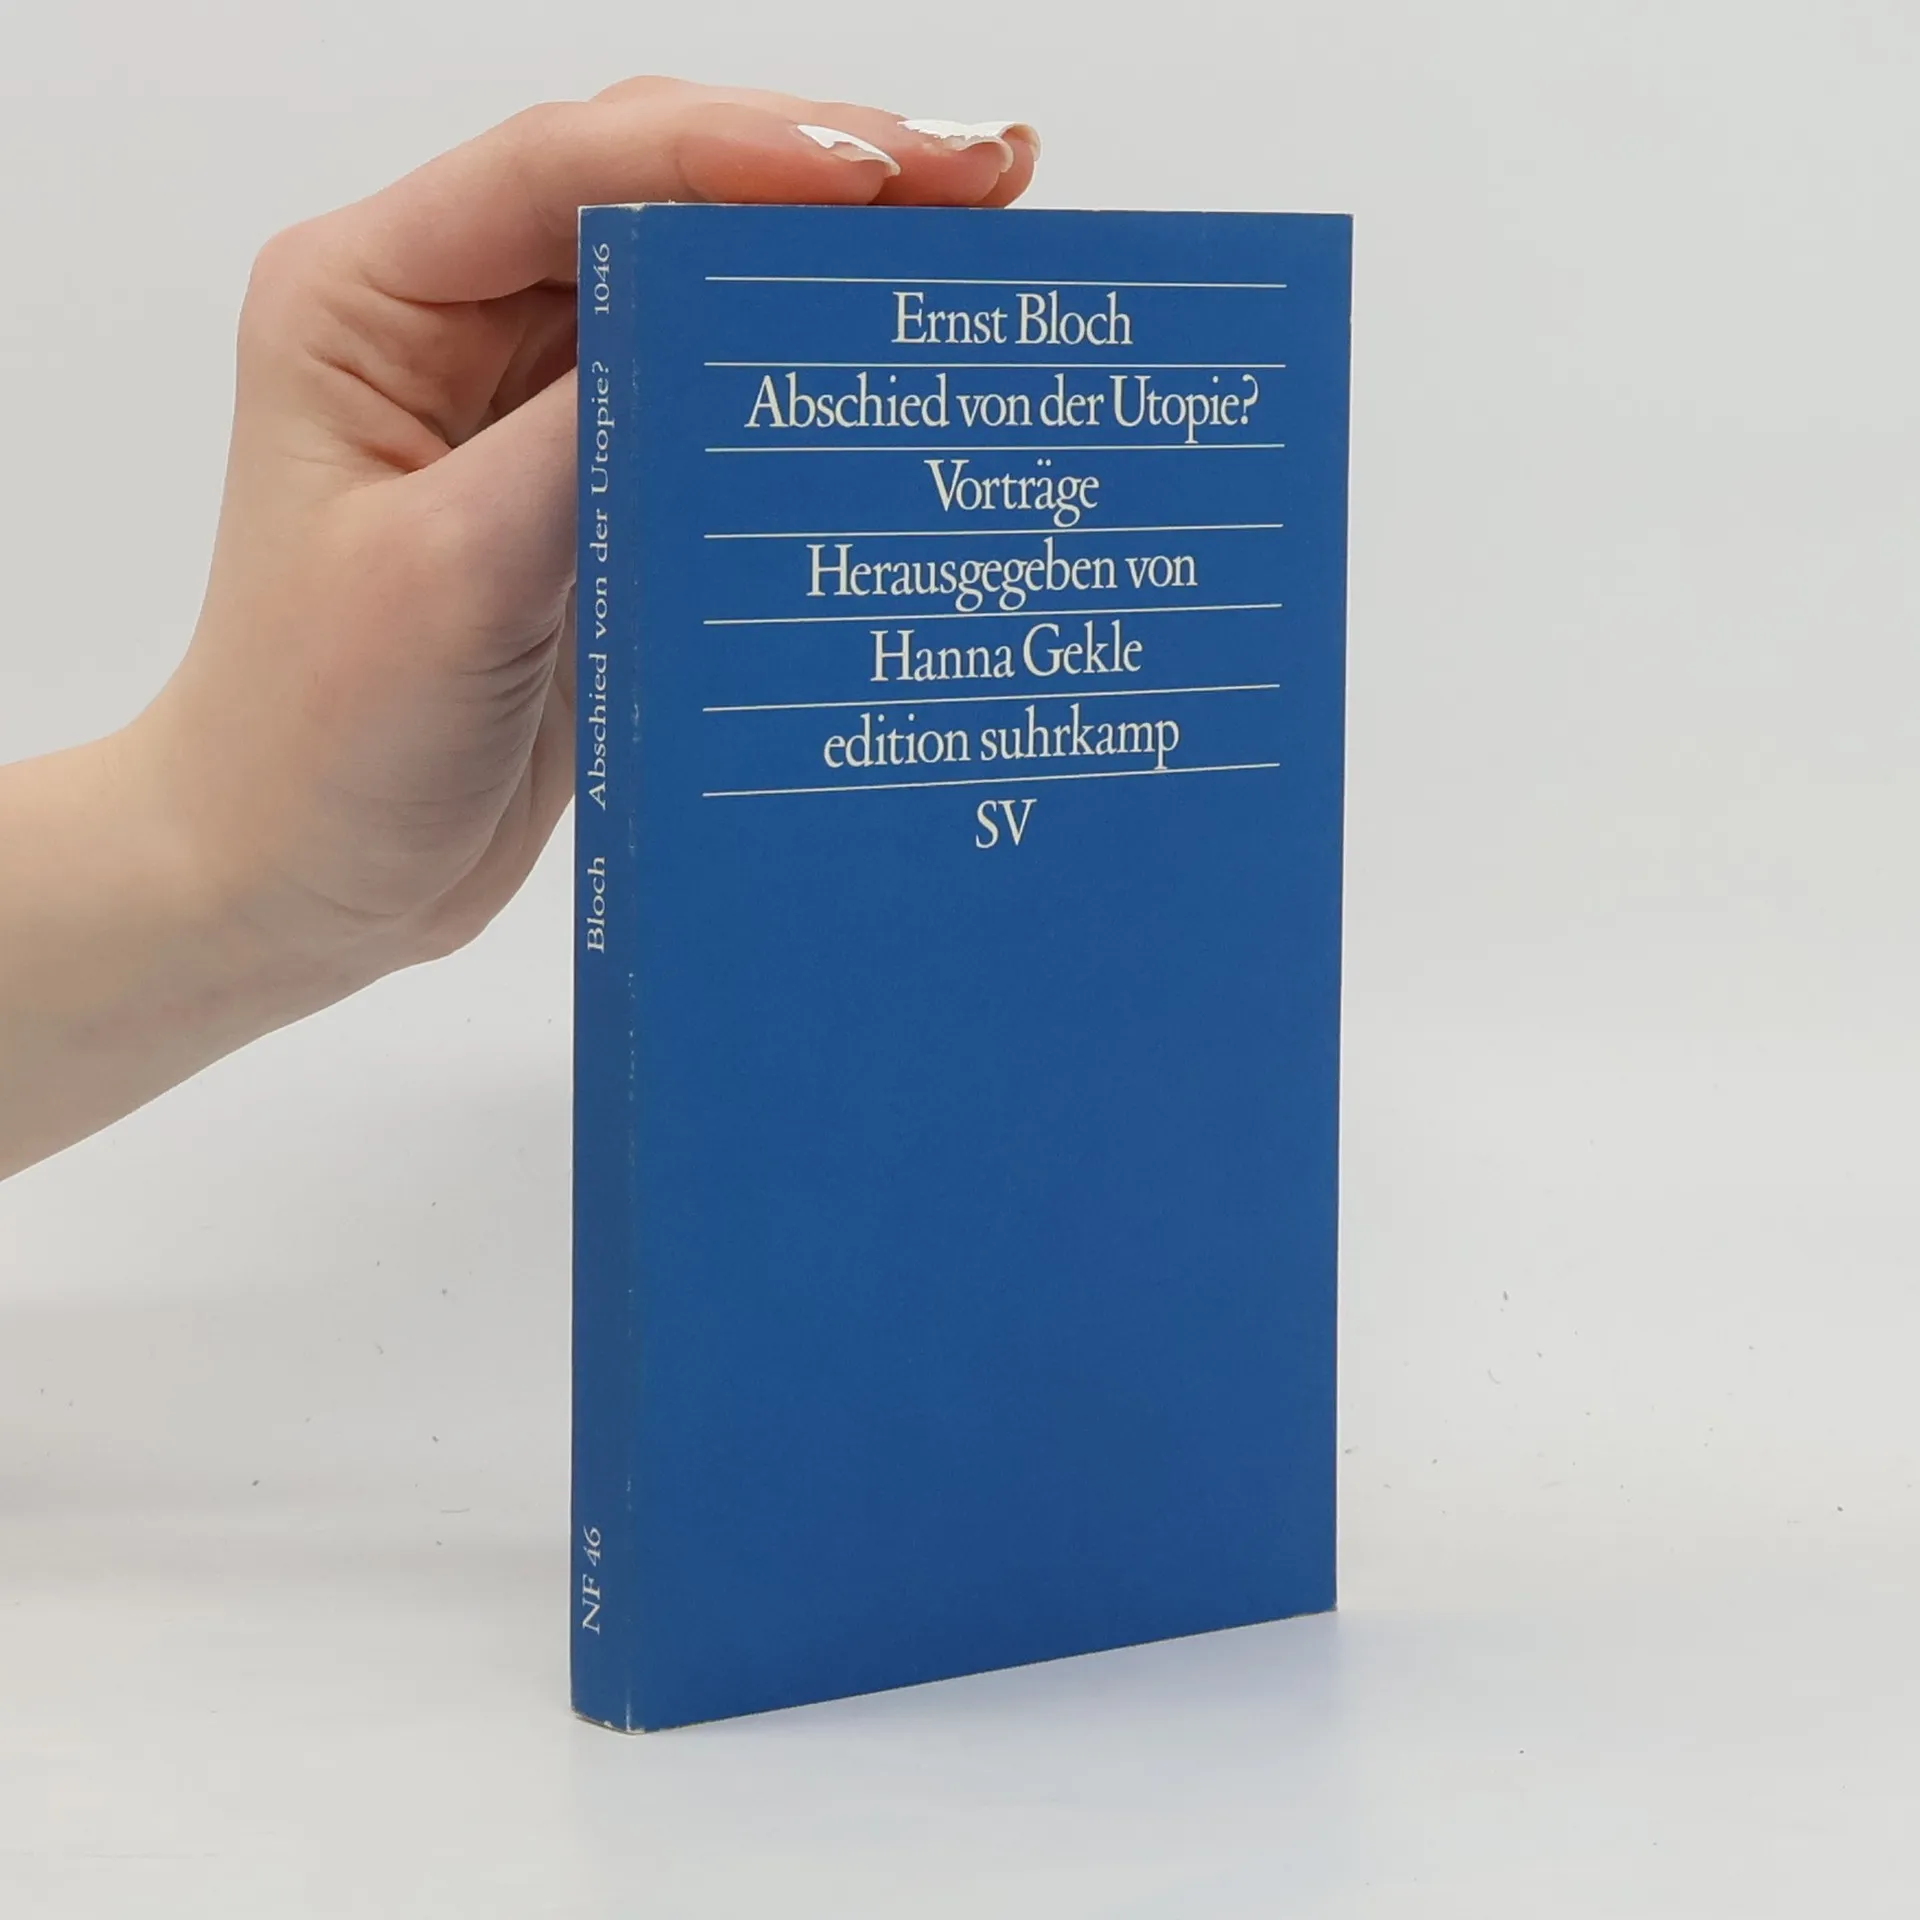 Ernst Bloch
Abschied von der Utopie?
Vorträge
Herausgegeben von
Hanna Gekle
edition suhrkamp
SV
Bloch Abschied von der Utopie? 1046
NF 46